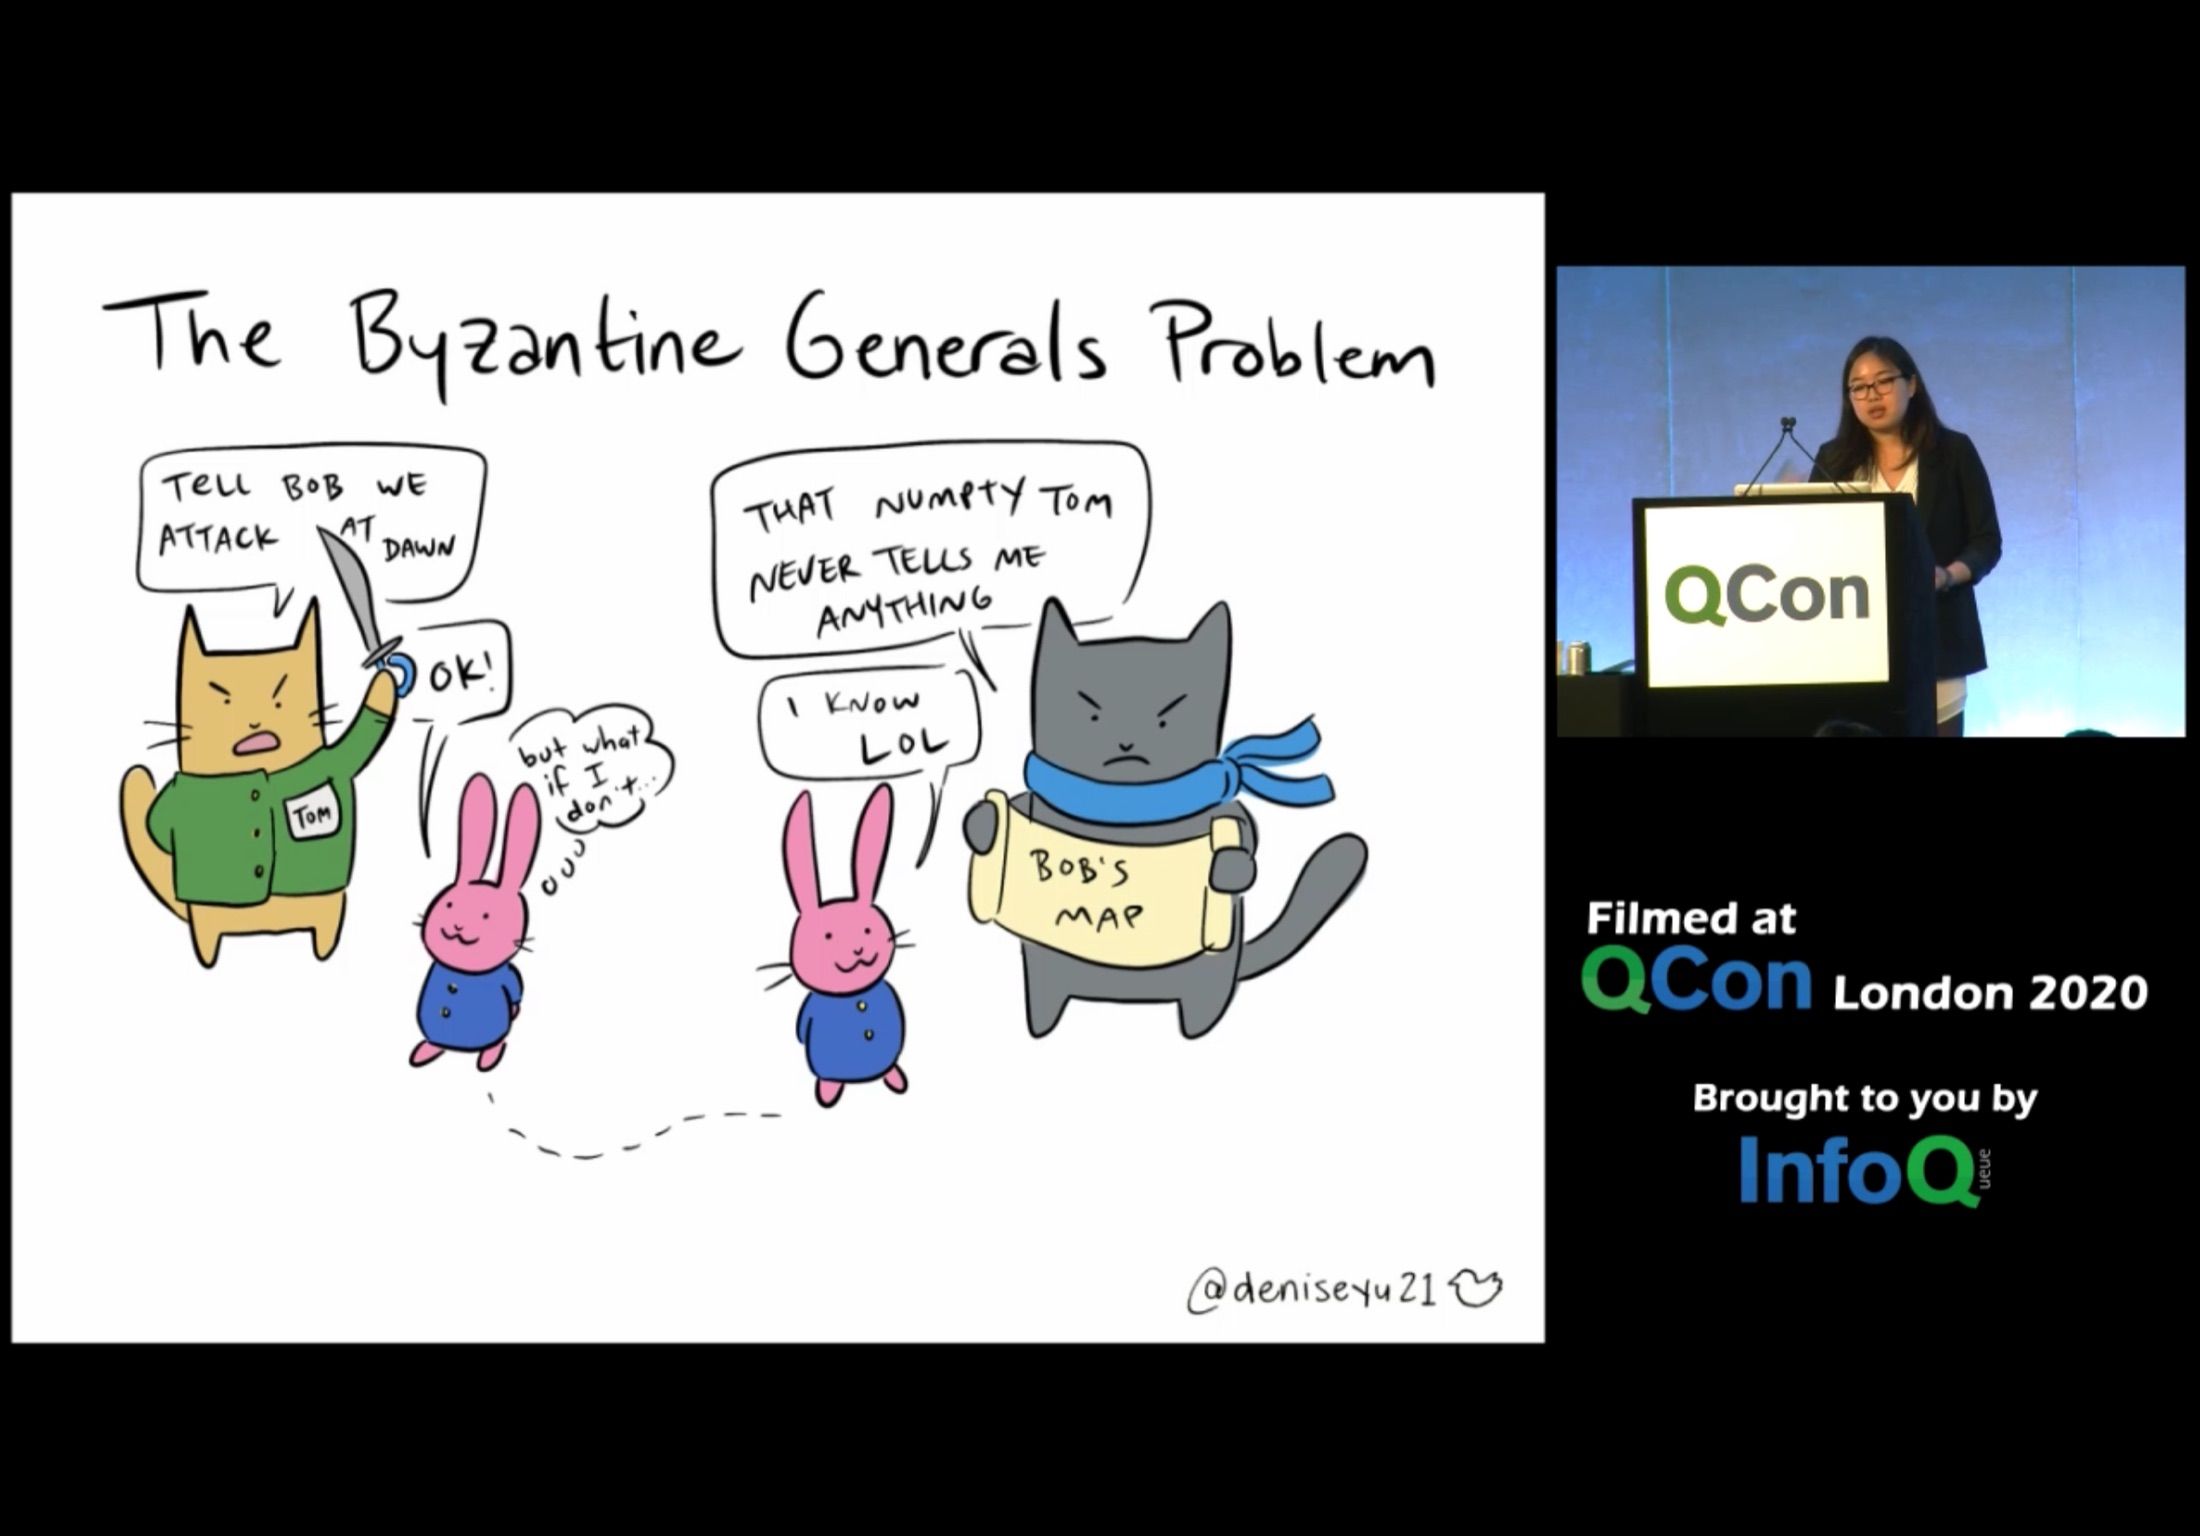 The Byzantine Generals Problem
TELL BOB WE
ATTACK AT
DAWN
OK!
but what
if I
don't...
TOM
THAT NUMPTY TOM
NEVER TELLS ME
ANYTHING
I KNOW
LOL
BOB'S
MAP
@deniseyu21
QCon
Filmed at
QCon London 2020
Brought to you by
InfoQ
ueue